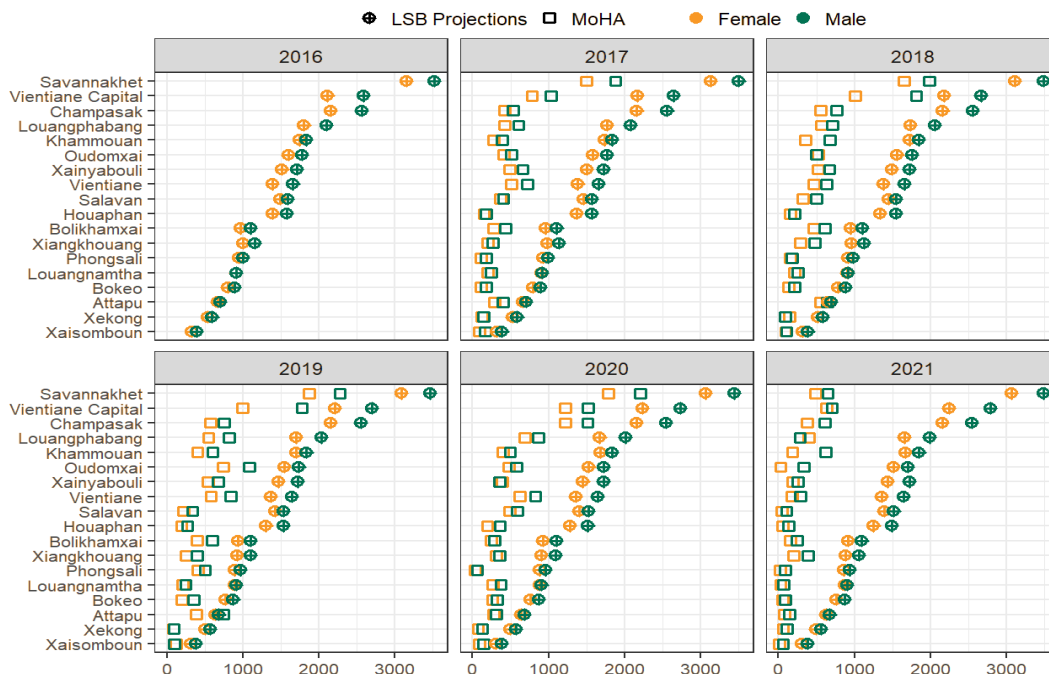 LSB Projections MoHA Female Male
2016 2017 2018
Savannakhet
Vientiane Capital
Champasak
Louangphabang
Khammouan
Oudomxai
Xainyabouli
Vientiane
Salavan
Houaphan
Bolikhamxai
Xiangkhouang
Phongsali
Louangnamtha
Bokeo
Attapu
Xekong
Xaisomboun
2019 2020 2021
Savannakhet
Vientiane Capital
Champasak
Louangphabang
Khammouan
Oudomxai
Xainyabouli
Vientiane
Salavan
Houaphan
Bolikhamxai
Xiangkhouang
Phongsali
Louangnamtha
Bokeo
Attapu
Xekong
Xaisomboun
0 1000 2000 3000 0 1000 2000 3000 0 1000 2000 3000